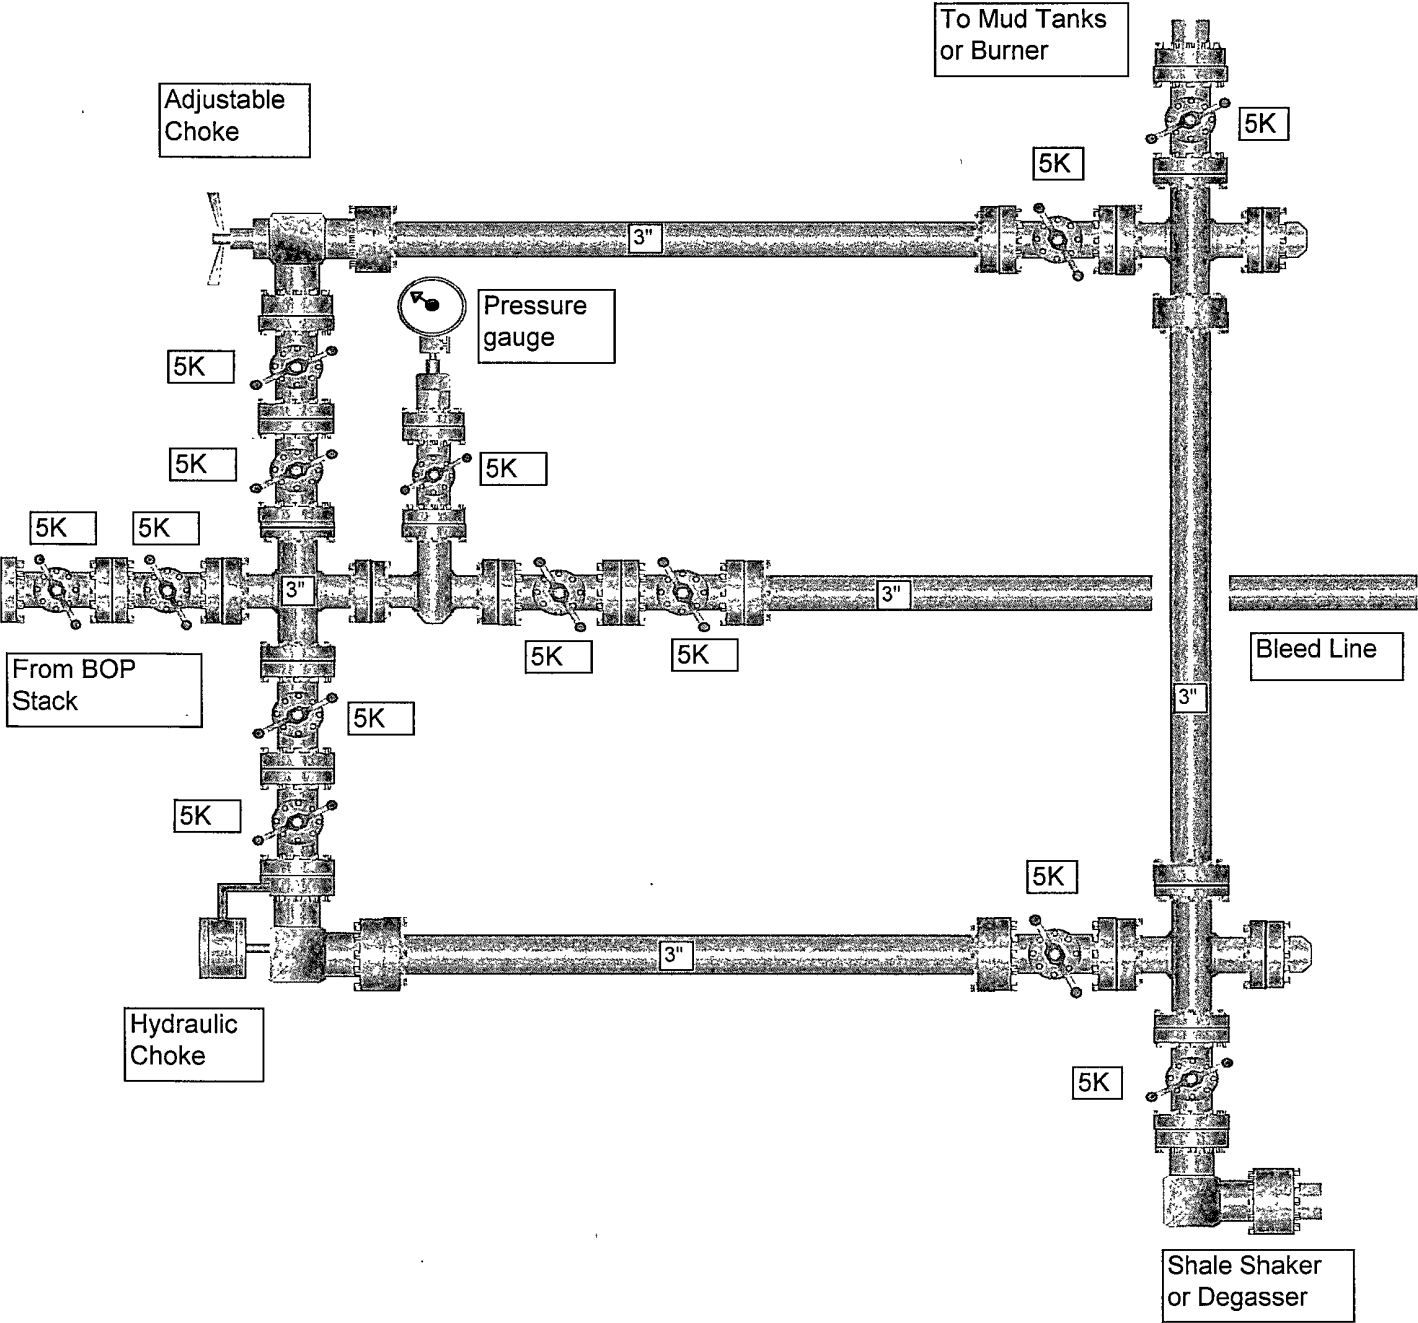 To Mud Tanks
or Burner
Adjustable
Choke
5K
5K
3"
Pressure
gauge
5K
5K
5K
5K
5K
3"
3"
5K
5K
From BOP
Stack
Bleed Line
3"
5K
5K
5K
3"
Hydraulic
Choke
5K
Shale Shaker
or Degasser